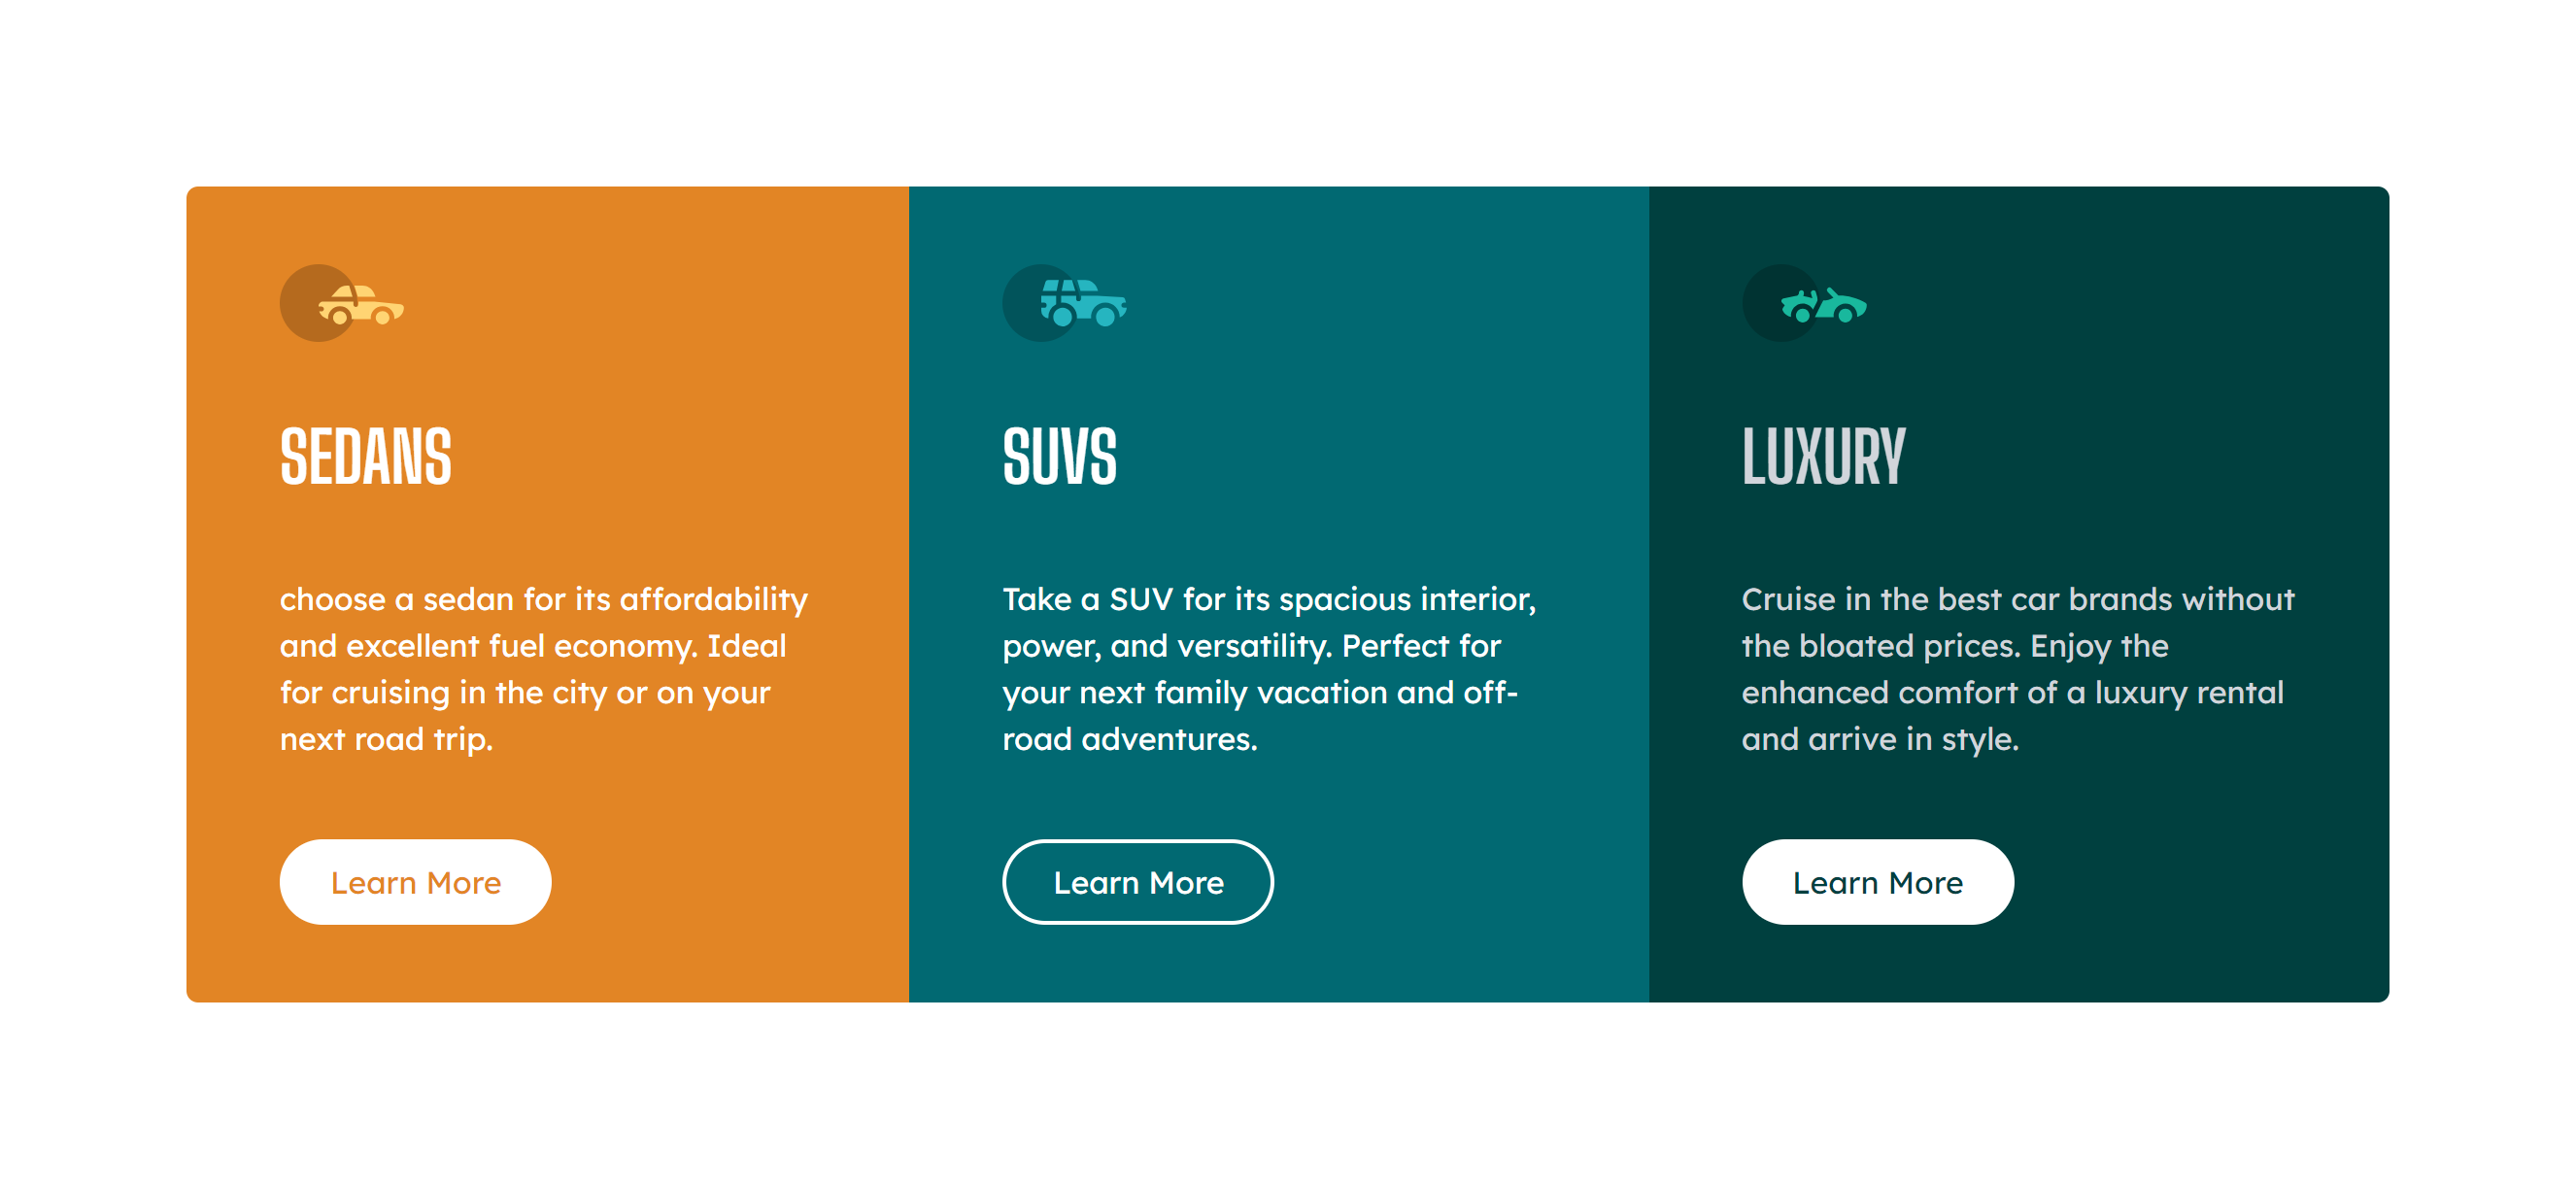 SEDANS
choose a sedan for its affordability
and excellent fuel economy. Ideal
for cruising in the city or on your
next road trip.
Learn More
SUVS
Take a SUV for its spacious interior,
power, and versatility. Perfect for
your next family vacation and off-
road adventures.
Learn More
LUXURY
Cruise in the best car brands without
the bloated prices. Enjoy the
enhanced comfort of a luxury rental
and arrive in style.
Learn More